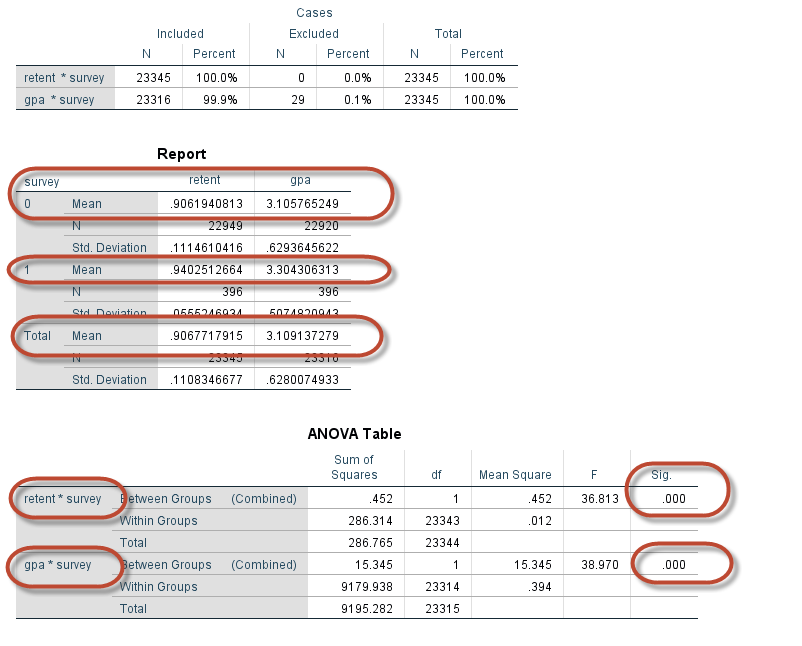 Cases
Included Excluded Total
N Percent N Percent N Percent
retent * survey 23345 100.0% 0 0.0% 23345 100.0%
gpa * survey 23316 99.9% 29 0.1% 23345 100.0%
Report
survey retent gpa
0 Mean .9061940813 3.105765249
N 22949 22920
Std. Deviation .1114610416 .6293645622
1 Mean .9402512664 3.304306313
N 396 396
Std. Deviation .0555246934 .5074820943
Total Mean .9067717915 3.109137279
N 23345 23316
Std. Deviation .1108346677 .6280074933
ANOVA Table
Sum of
Squares df Mean Square F Sig.
retent * survey Between Groups (Combined) .452 1 .452 36.813 .000
Within Groups 286.314 23343 .012
Total 286.765 23344
gpa * survey Between Groups (Combined) 15.345 1 15.345 38.970 .000
Within Groups 9179.938 23314 .394
Total 9195.282 23315